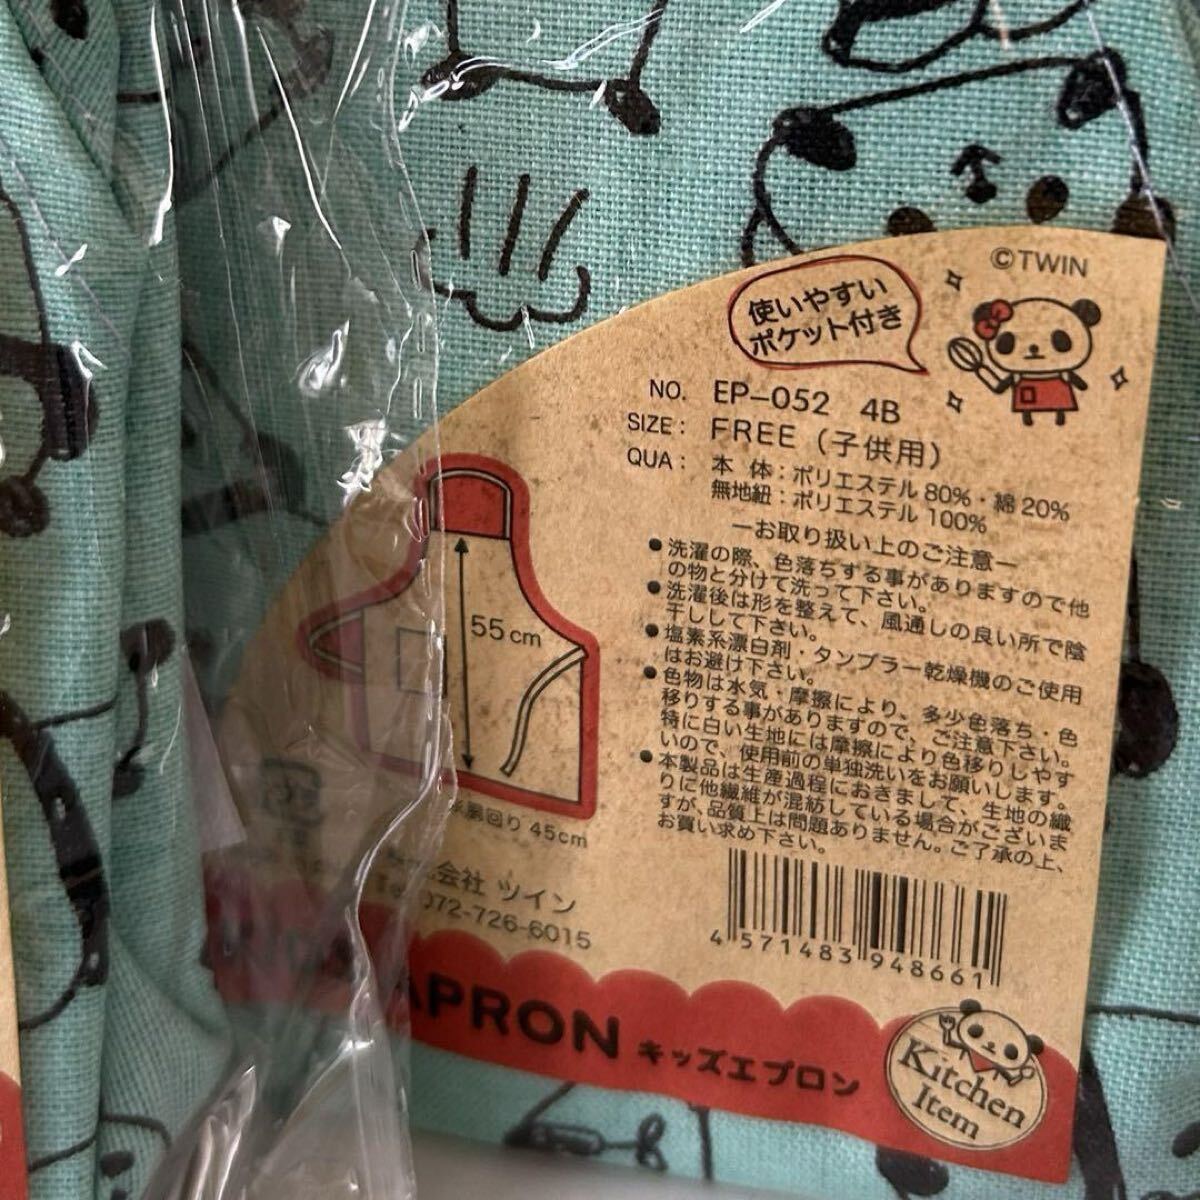 ©TWIN
使いやすい
ポケット付き
NO. EP-052 4B
SIZE: FREE (子供用)
QUA: 本 体:ポリエステル80%・綿20%
無地紐:ポリエステル100%
ーお取り扱い上のご注意ー
●洗濯の際、色落ちする事がありますので他
の物と分けて洗って下さい。
●洗濯後は形を整えて、風通しの良い所で陰
干しして下さい。
●塩素系漂白剤・タンブラー乾燥機のご使用
はお避け下さい。
●色物は水気・摩擦により、多少色落ち・色
移りする事がありますので、ご注意下さい。
特に白い生地には摩擦により色移りしやす
いので、使用前の単独洗いをお願いします。
●本製品は生産過程におきまして、生地の織
りに他繊維が混紡している場合がございま
すが、品質上は問題ありません。ご了承の上、
お買い求め下さい。
55cm
回り 45cm
会社 ツイン
072-726-6015
4 571483 948661
APRON キッズエプロン
Kitchen
Item